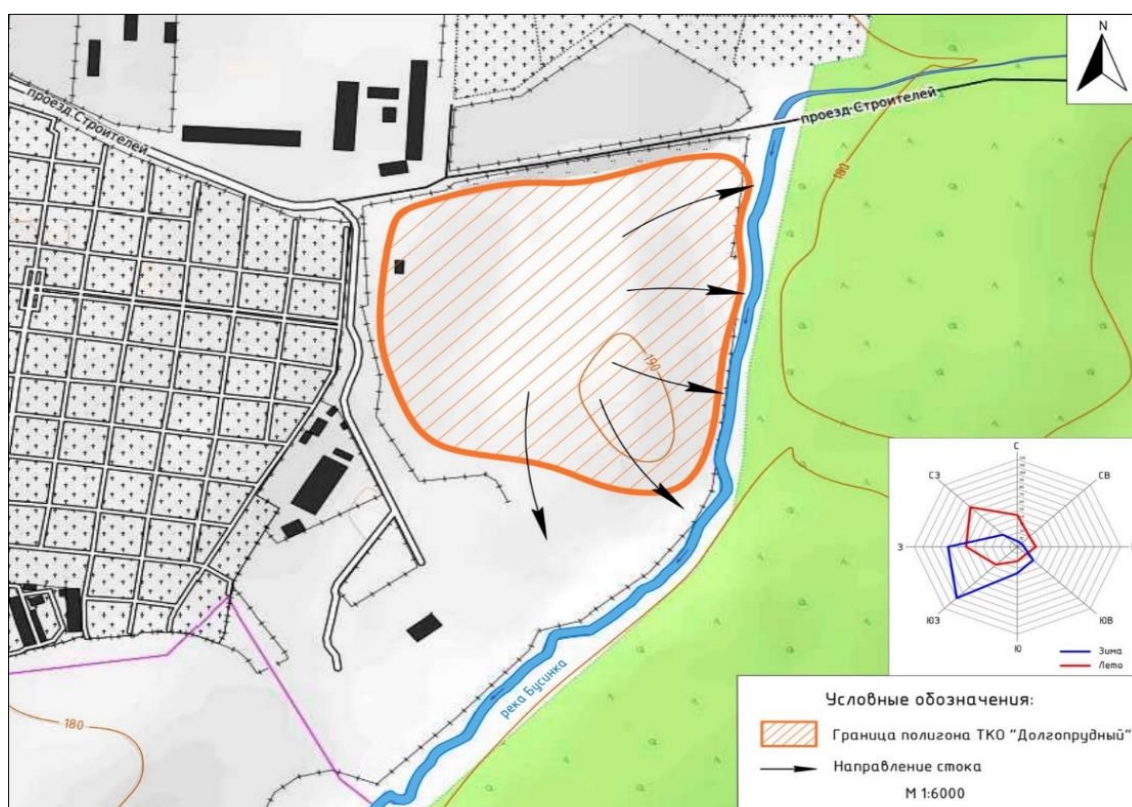 N
проезд Строителей
проезд Строителей
180
190
С
СЗ
СВ
З
ЮЗ
ЮВ
Ю
Зима
Лето
река Бусинка
180
Условные обозначения:
Граница полигона ТКО "Долгопрудный"
Направление стока
М 1:6000